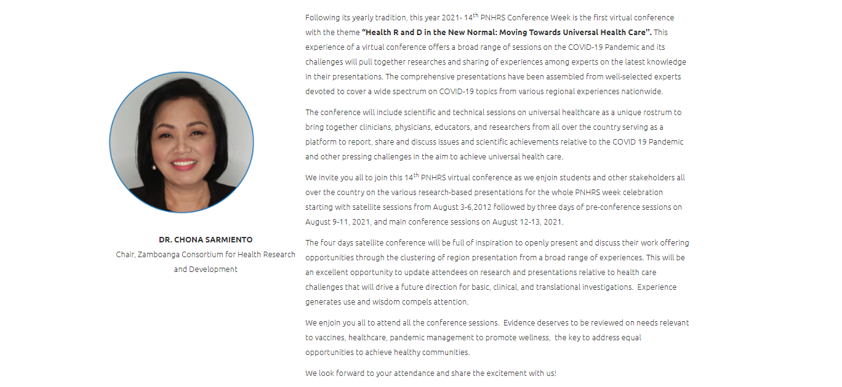 Following its yearly tradition, this year 2021- 14th PNHRS Conference Week is the first virtual conference
with the theme “Health R and D in the New Normal: Moving Towards Universal Health Care”. This
experience of a virtual conference offers a broad range of sessions on the COVID-19 Pandemic and its
challenges will pull together researches and sharing of experiences among experts on the latest knowledge
in their presentations. The comprehensive presentations have been assembled from well-selected experts
devoted to cover a wide spectrum on COVID-19 topics from various regional experiences nationwide.
The conference will include scientific and technical sessions on universal healthcare as a unique rostrum to
bring together clinicians, physicians, educators, and researchers from all over the country serving as a
platform to report, share and discuss issues and scientific achievements relative to the COVID 19 Pandemic
and other pressing challenges in the aim to achieve universal health care.
We invite you all to join this 14th PNHRS virtual conference as we enjoin students and other stakeholders all
over the country on the various research-based presentations for the whole PNHRS week celebration
starting with satellite sessions from August 3-6,2012 followed by three days of pre-conference sessions on
August 9-11, 2021, and main conference sessions on August 12-13, 2021.
The four days satellite conference will be full of inspiration to openly present and discuss their work offering
opportunities through the clustering of region presentation from a broad range of experiences. This will be
an excellent opportunity to update attendees on research and presentations relative to health care
challenges that will drive a future direction for basic, clinical, and translational investigations. Experience
generates use and wisdom compels attention.
We enjoin you all to attend all the conference sessions. Evidence deserves to be reviewed on needs relevant
to vaccines, healthcare, pandemic management to promote wellness, the key to address equal
opportunities to achieve healthy communities.
We look forward to your attendance and share the excitement with us!
DR. CHONA SARMIENTO
Chair, Zamboanga Consortium for Health Research
and Development